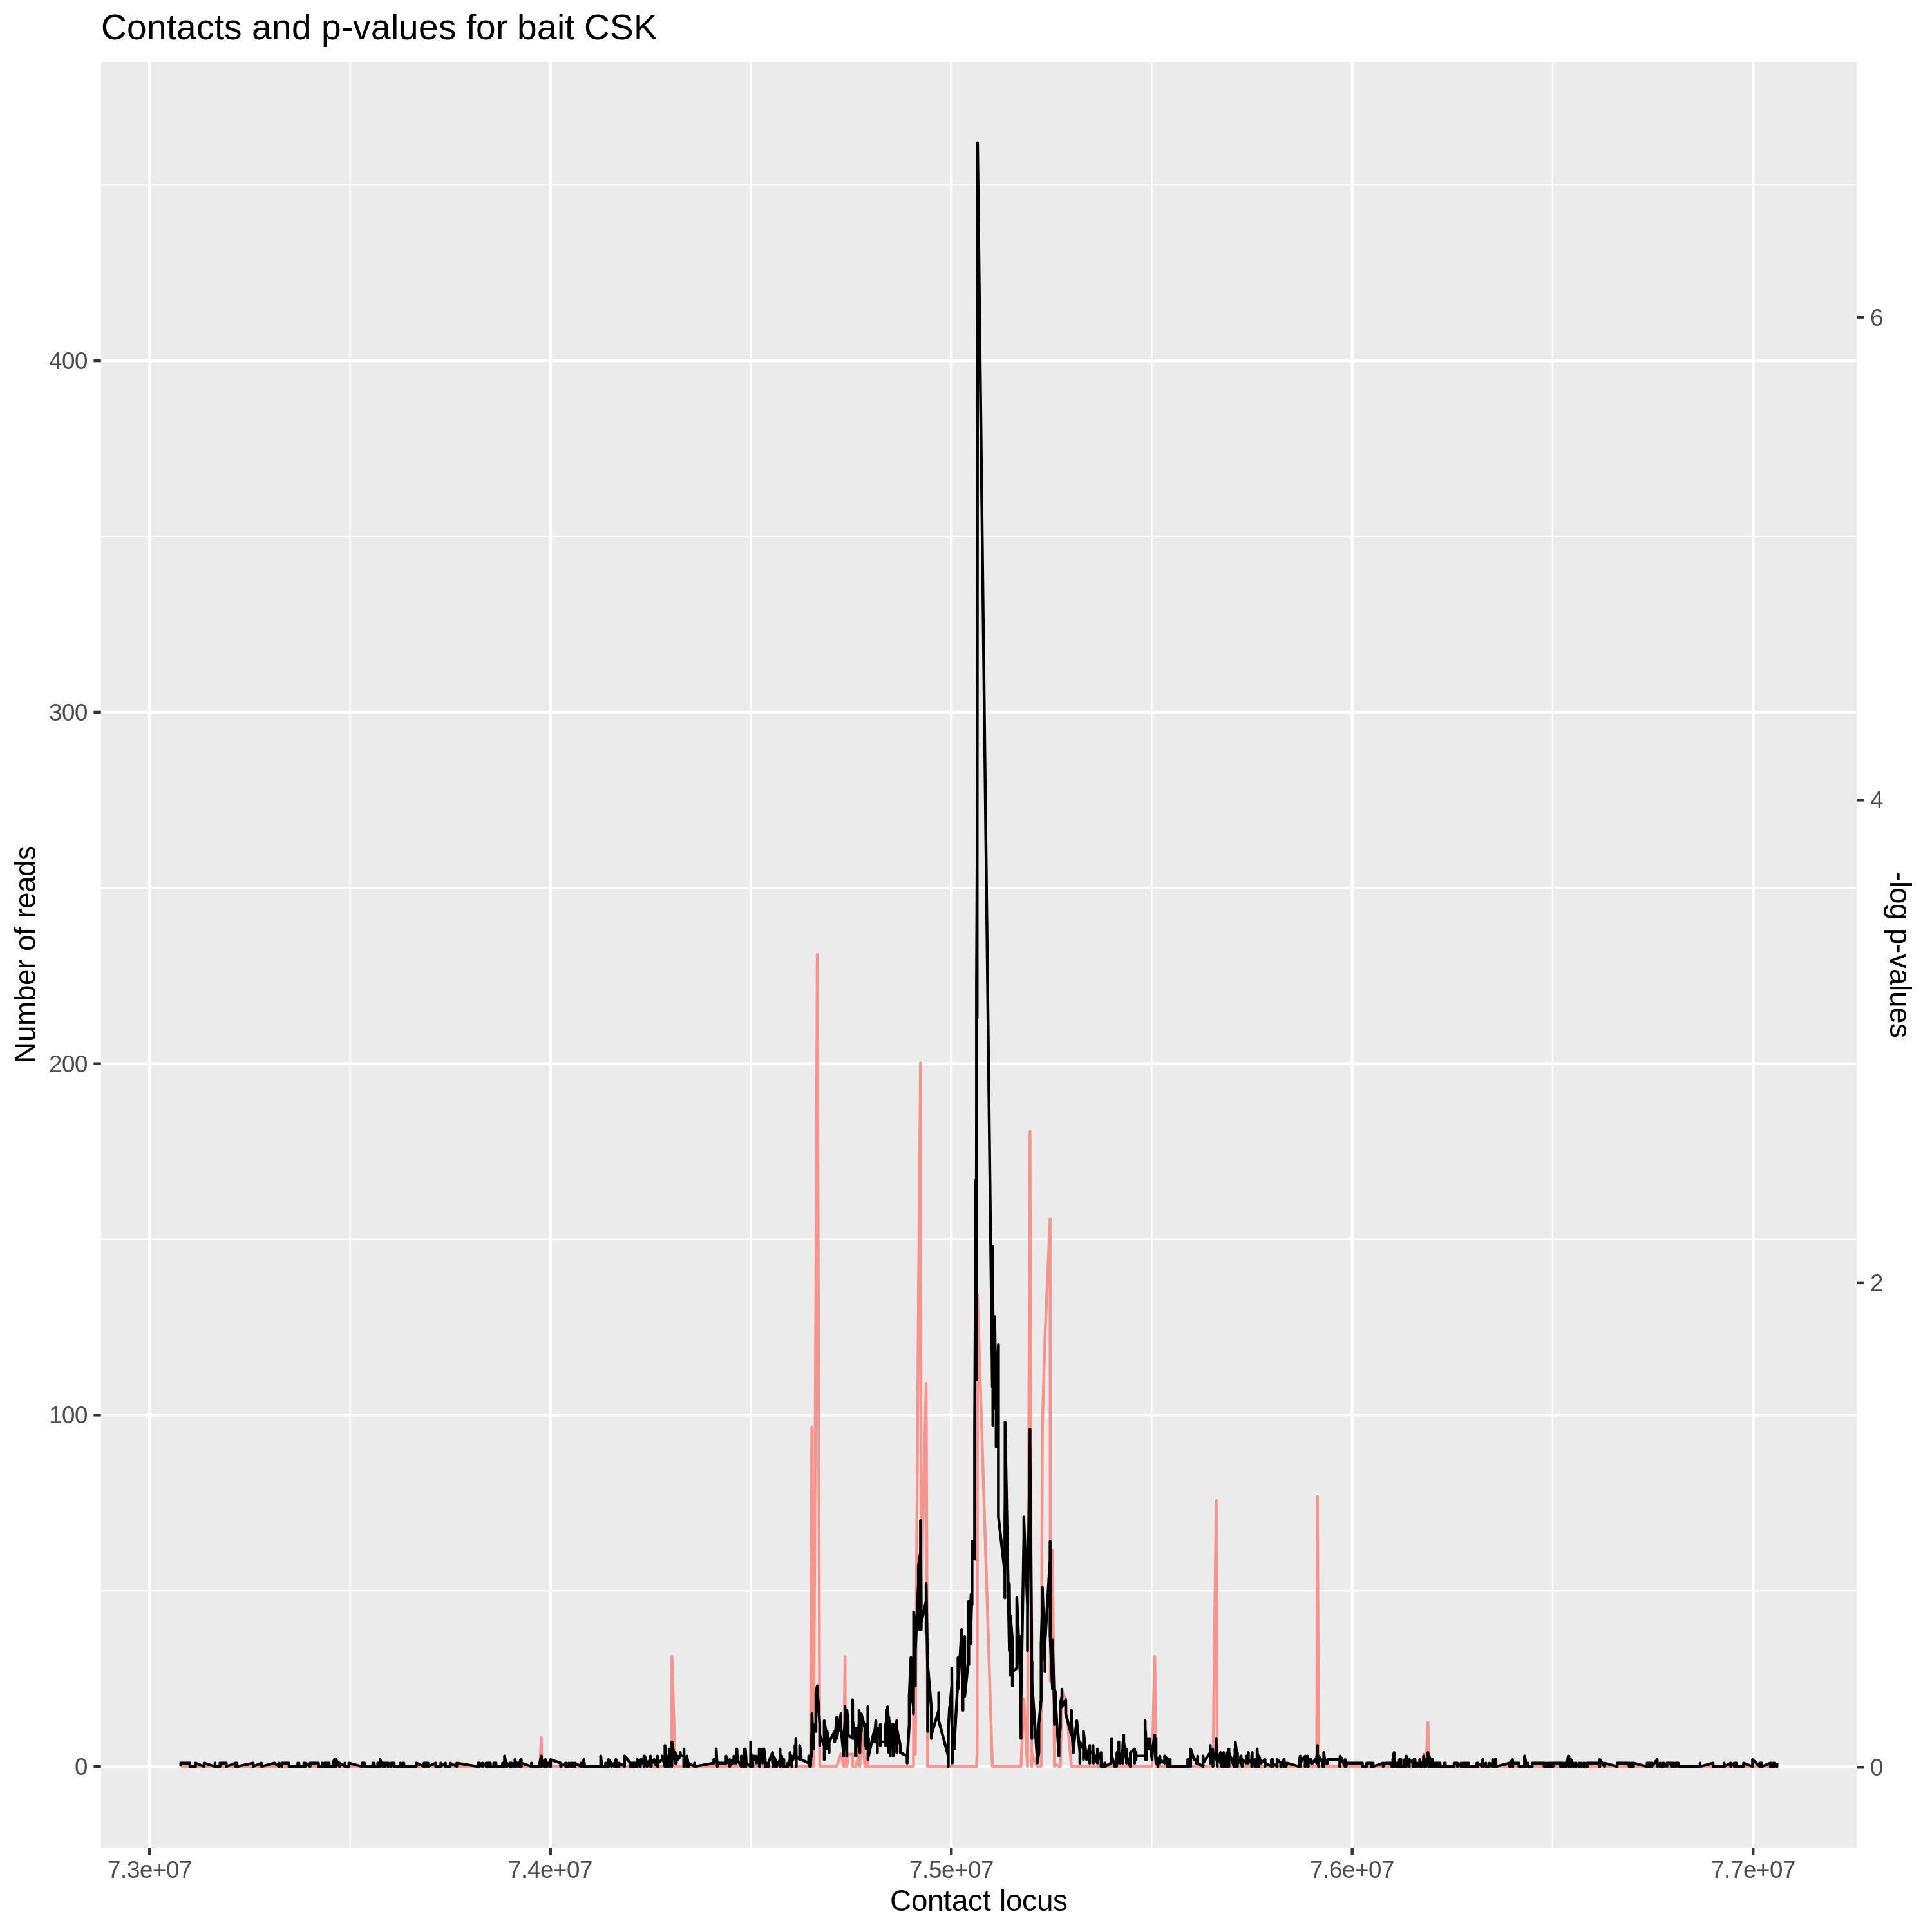 Contacts and p-values for bait CSK
Number of reads
400
300
200
100
0
6
4
2
0
-log p-values
7.3e+07
7.4e+07
7.5e+07
7.6e+07
7.7e+07
Contact locus